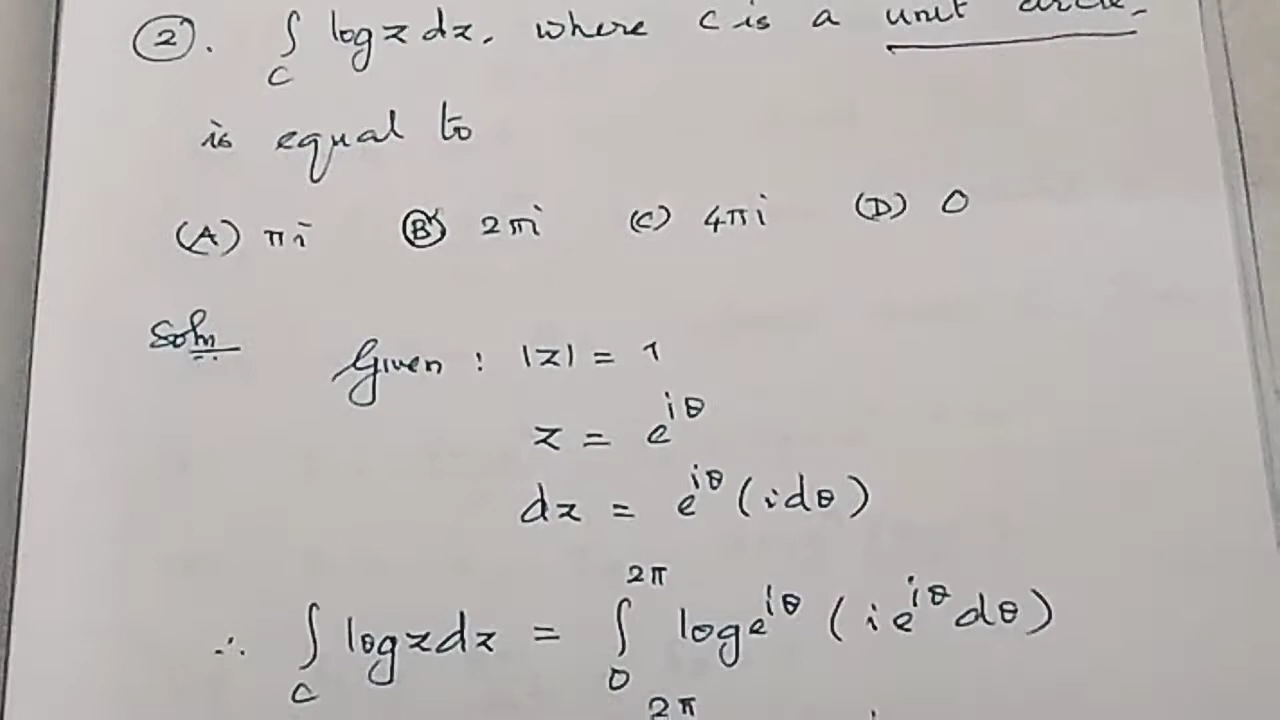 (2). ∫_C log z dz, where C is a unit circle,
is equal to
(A) πi (B) 2πi (C) 4πi (D) 0
Soln
Given : |z| = 1
z = e^{iθ}
dz = e^{iθ} (i dθ)
∴ ∫_C log z dz = ∫_0^{2π} log e^{iθ} (i e^{iθ} dθ)
2π